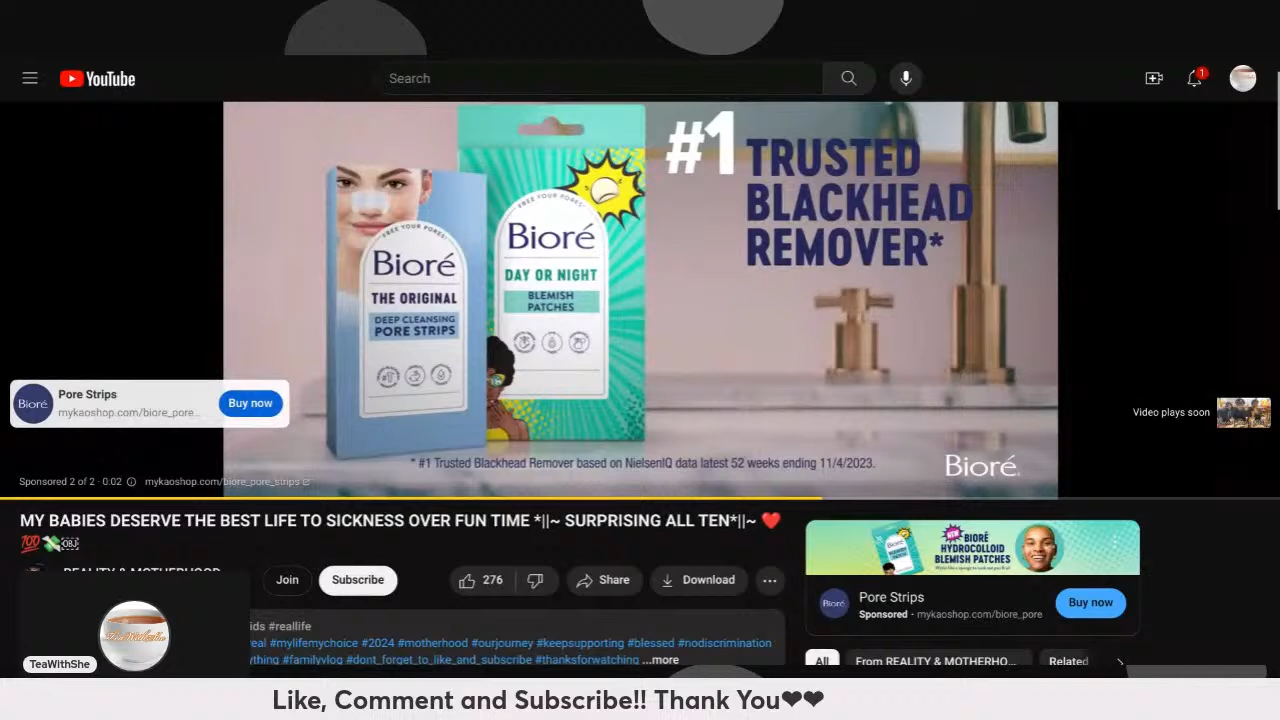 YouTube
Search
1
#1 TRUSTED
BLACKHEAD
REMOVER*
FREE YOUR PORES
Bioré
THE ORIGINAL
DEEP CLEANSING
PORE STRIPS
FREE YOUR PORES
Bioré
DAY OR NIGHT
BLEMISH
PATCHES
Bioré
Pore Strips
mykaoshop.com/biore_pore...
Buy now
Video plays soon
* #1 Trusted Blackhead Remover based on NielsenIQ data latest 52 weeks ending 11/4/2023.
Bioré
Sponsored 2 of 2 · 0:02
mykaoshop.com/biore_pore_strips
MY BABIES DESERVE THE BEST LIFE TO SICKNESS OVER FUN TIME *||~ SURPRISING ALL TEN*||~ ❤️
💯💸
REALITY & MOTHERHOOD
Join
Subscribe
276
Share
Download
ids #reallife
eal #mylifemychoice #2024 #motherhood #ourjourney #keepsupporting #blessed #nodiscrimination
ything #familyvlog #dont_forget_to_like_and_subscribe #thanksforwatching ...more
BIORÉ
HYDROCOLLOID
BLEMISH PATCHES
Bioré
Pore Strips
Sponsored · mykaoshop.com/biore_pore
Buy now
All
From REALITY & MOTHERHO...
Related
TeaWithShe
TeaWithShe
Like, Comment and Subscribe!! Thank You❤❤